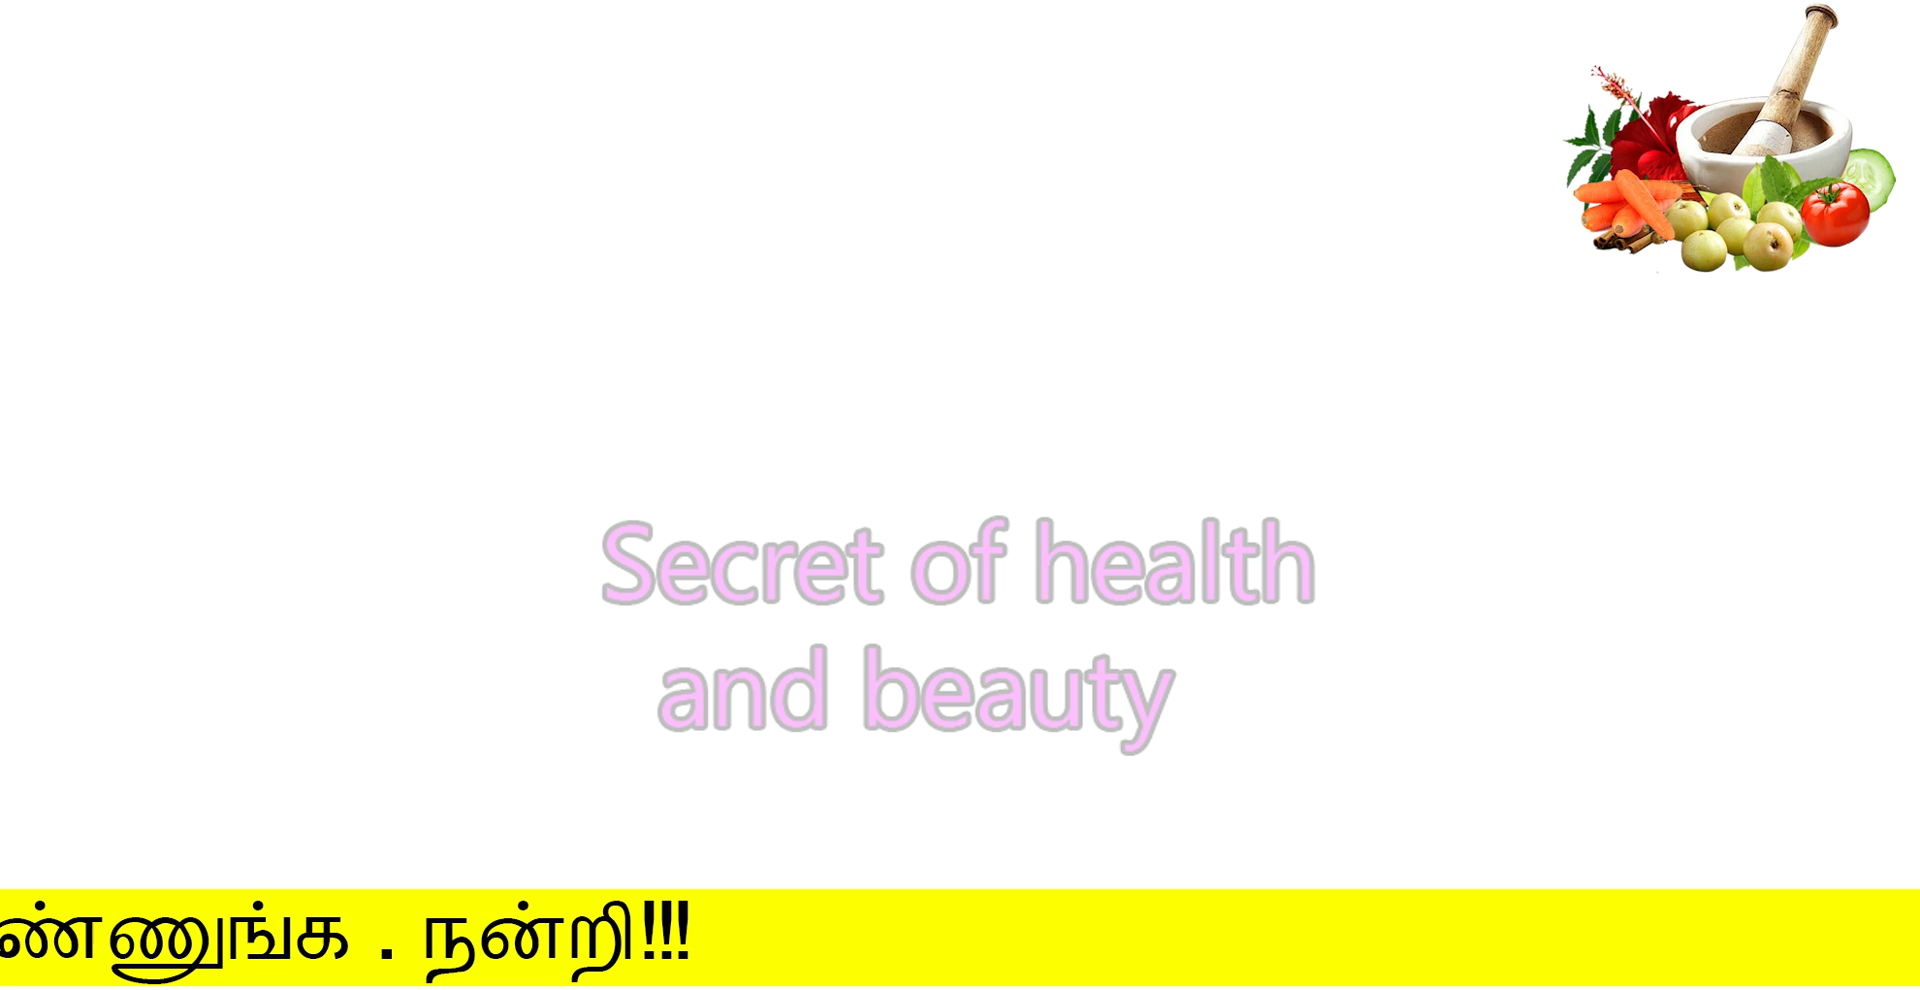 Secret of health
and beauty
ண்ணுங்க . நன்றி!!!